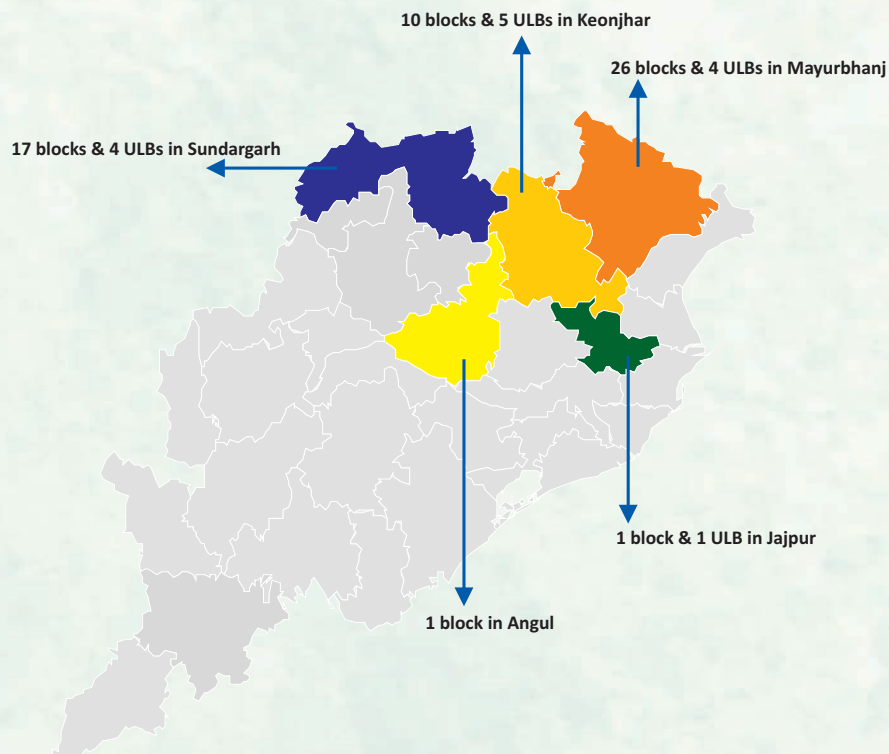 10 blocks & 5 ULBs in Keonjhar
26 blocks & 4 ULBs in Mayurbhanj
17 blocks & 4 ULBs in Sundargarh
1 block & 1 ULB in Jajpur
1 block in Angul